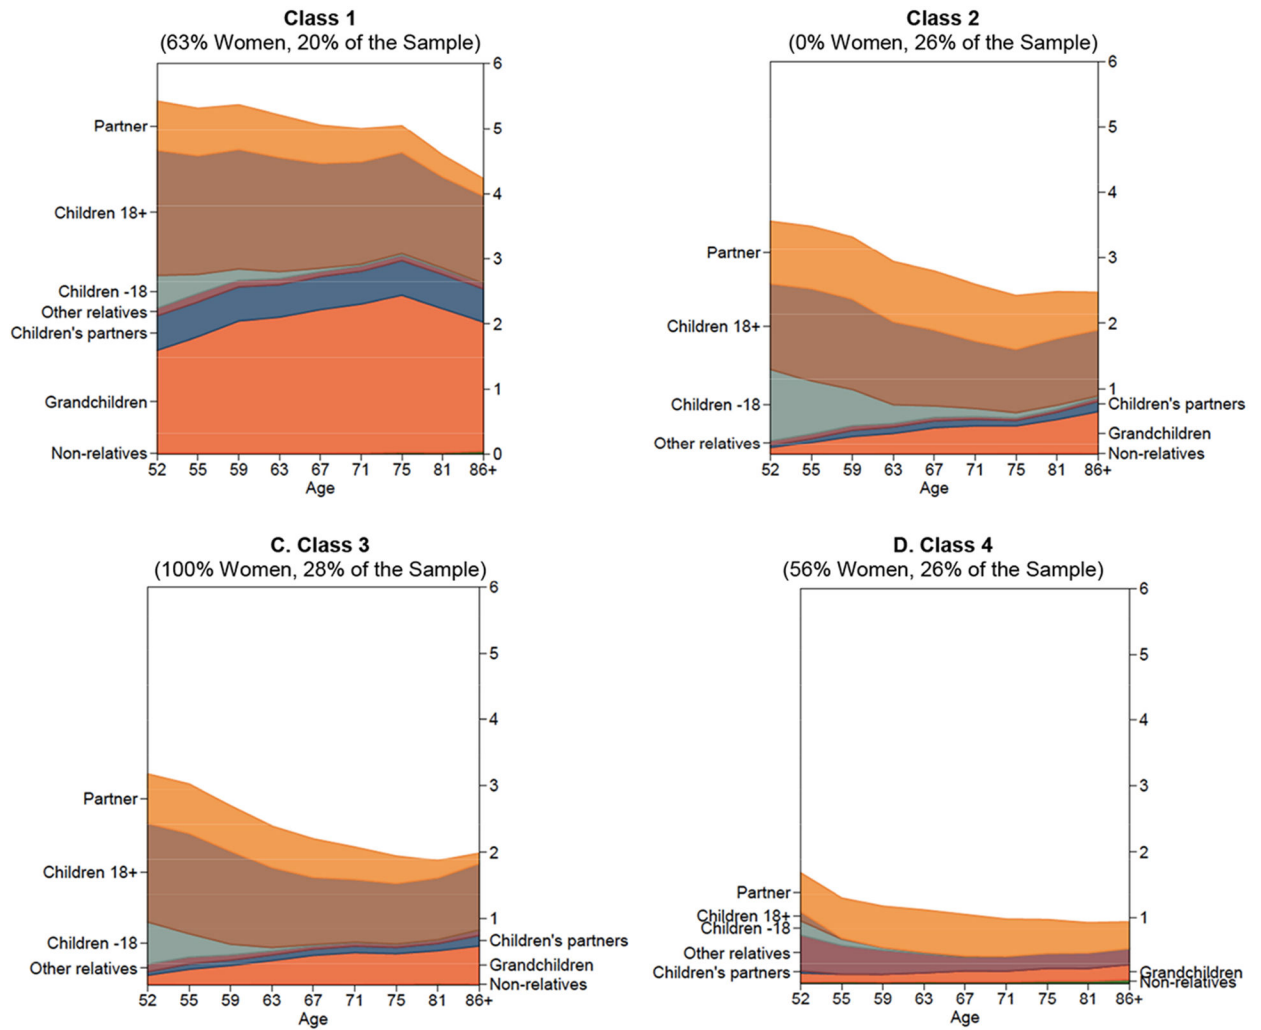 Class 1
(63% Women, 20% of the Sample)
6
5
4
3
2
1
0
Partner
Children 18+
Children -18
Other relatives
Children's partners
Grandchildren
Non-relatives
52 55 59 63 67 71 75 81 86+
Age
Class 2
(0% Women, 26% of the Sample)
6
5
4
3
2
1
Partner
Children 18+
Children -18
Other relatives
Children's partners
Grandchildren
Non-relatives
52 55 59 63 67 71 75 81 86+
Age
C. Class 3
(100% Women, 28% of the Sample)
6
5
4
3
2
1
Partner
Children 18+
Children -18
Other relatives
Children's partners
Grandchildren
Non-relatives
52 55 59 63 67 71 75 81 86+
Age
D. Class 4
(56% Women, 26% of the Sample)
6
5
4
3
2
1
Partner
Children 18+
Children -18
Other relatives
Children's partners
Grandchildren
Non-relatives
52 55 59 63 67 71 75 81 86+
Age